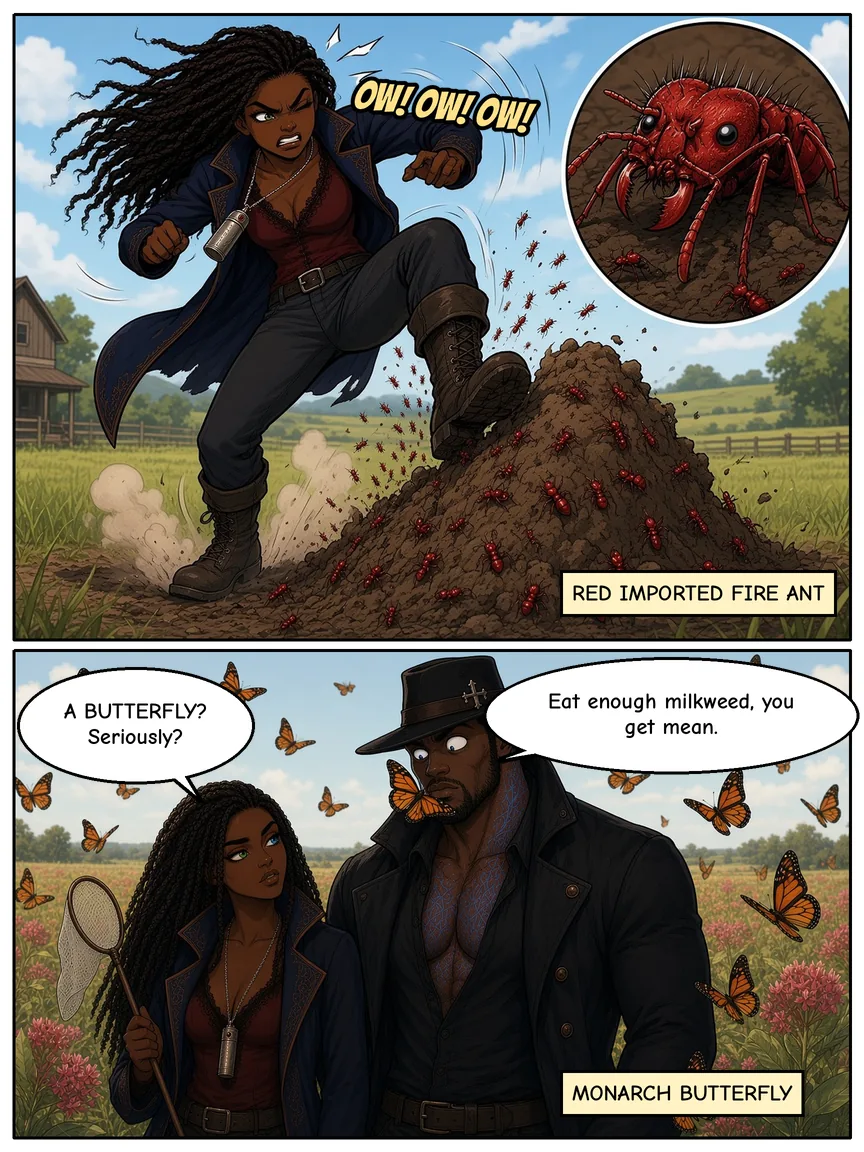 OW! OW! OW!
RED IMPORTED FIRE ANT
A BUTTERFLY?
Seriously?
Eat enough milkweed, you
get mean.
MONARCH BUTTERFLY